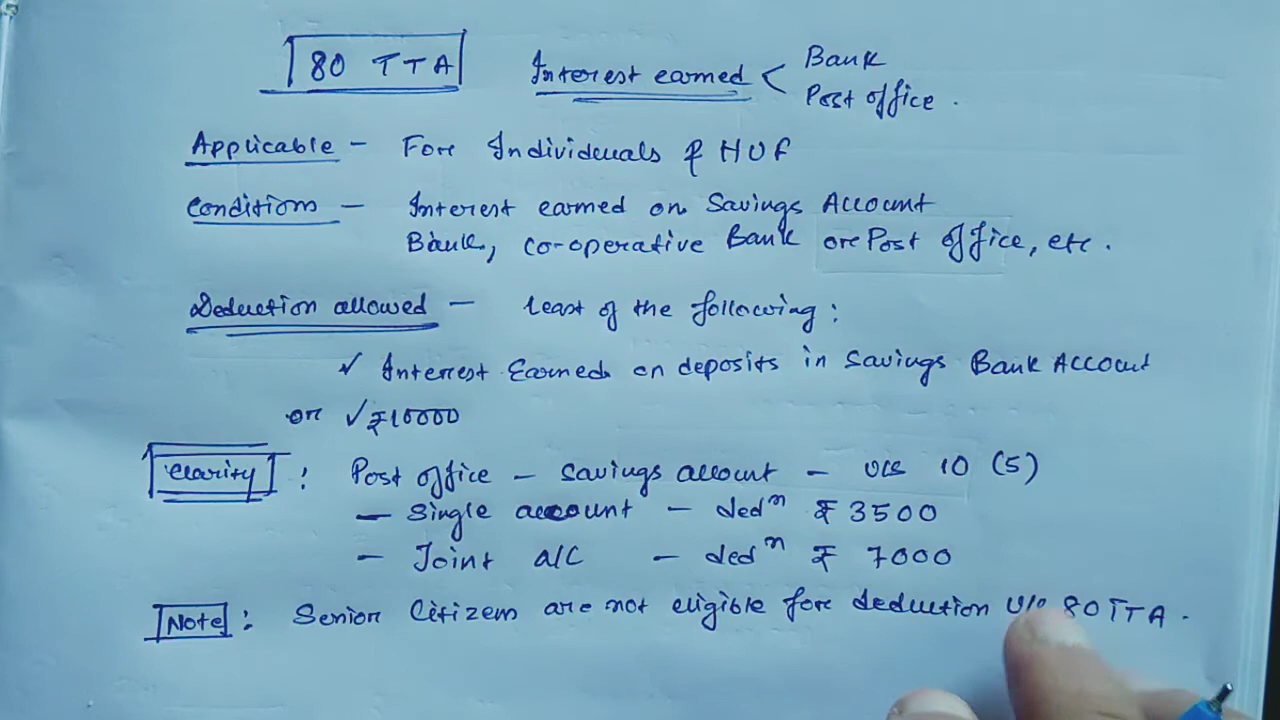 80 TTA Interest earned < Bank
Post office.
Applicable - For Individuals & HUF
Conditions - Interest earned on Savings Account
Bank, co-operative Bank or Post office, etc.
Deduction allowed - least of the following:
✓ Interest Earned on deposits in Savings Bank Account
or ✓ ₹10000
Clarity : Post office - Savings account - u/s 10 (5)
- Single account - dedⁿ ₹ 3500
- Joint a/c - dedⁿ ₹ 7000
Note : Senior Citizen are not eligible for deduction u/s 80 TTA.